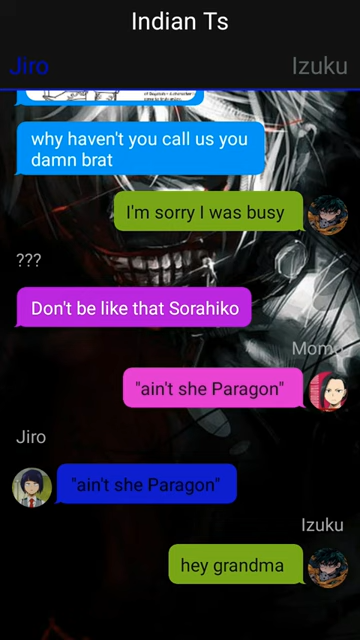 Indian Ts
Jiro
Izuku
why haven't you call us you
damn brat
I'm sorry I was busy
???
Don't be like that Sorahiko
Momo
"ain't she Paragon"
Jiro
"ain't she Paragon"
Izuku
hey grandma